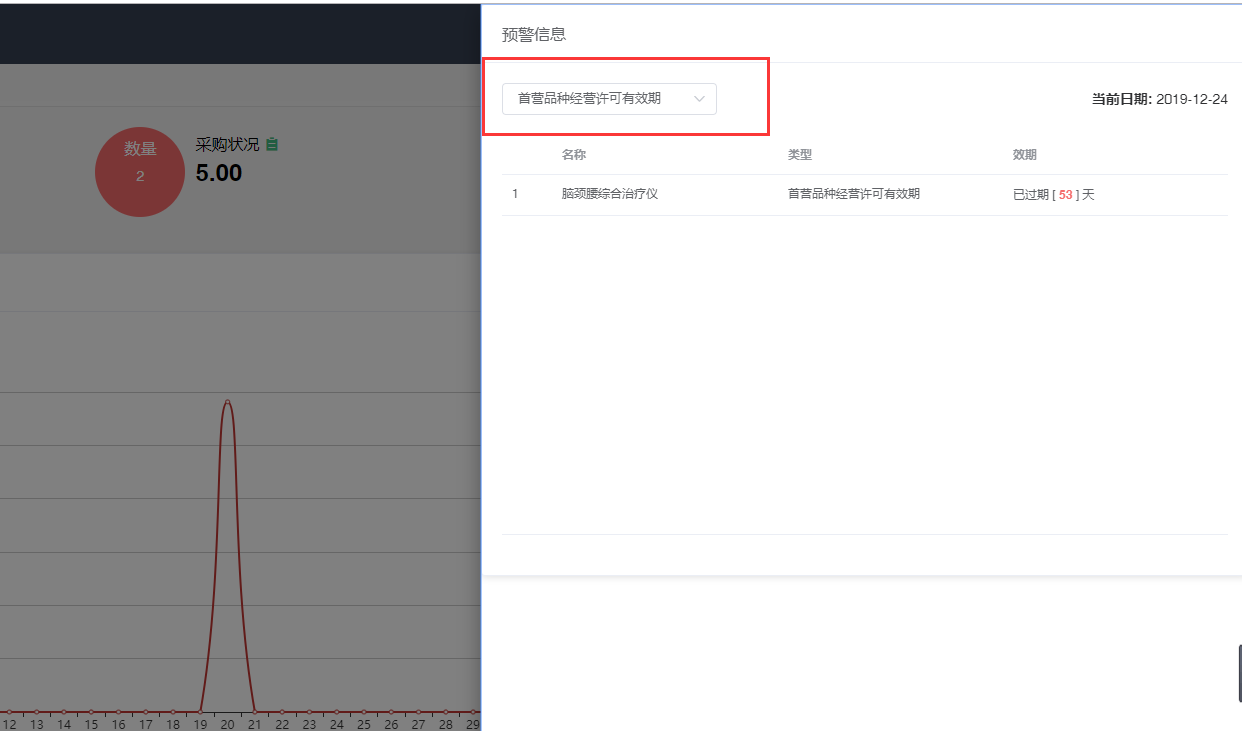 预警信息
首营品种经营许可有效期
当前日期: 2019-12-24
数量
2
采购状况
5.00
名称 类型 效期
1 脑颈腰综合治疗仪 首营品种经营许可有效期 已过期 [ 53 ] 天
12 13 14 15 16 17 18 19 20 21 22 23 24 25 26 27 28 29